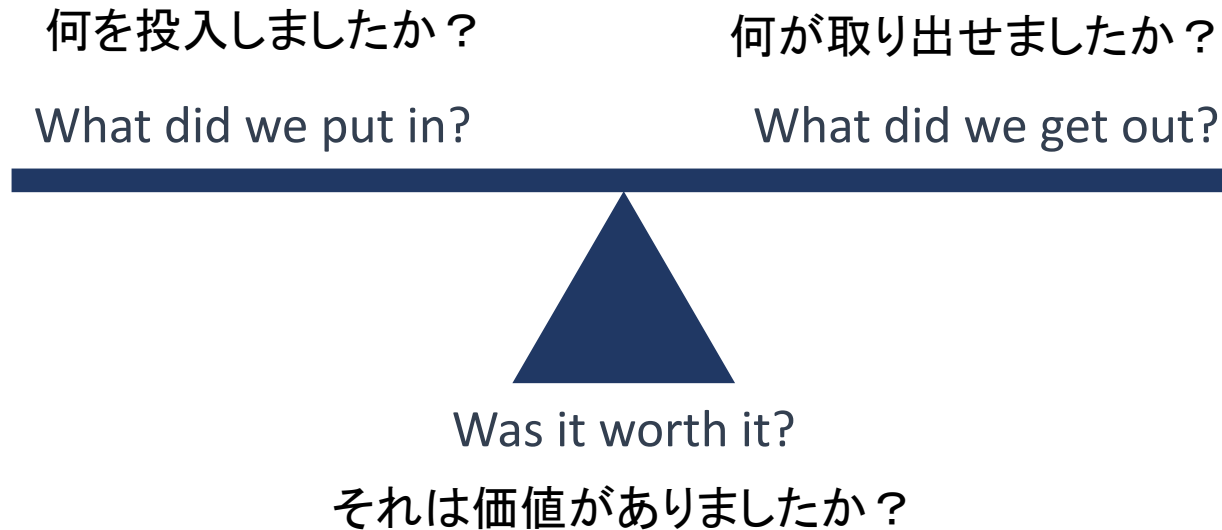 何を投入しましたか？
何が取り出せましたか？
What did we put in?
What did we get out?
Was it worth it?
それは価値がありましたか？